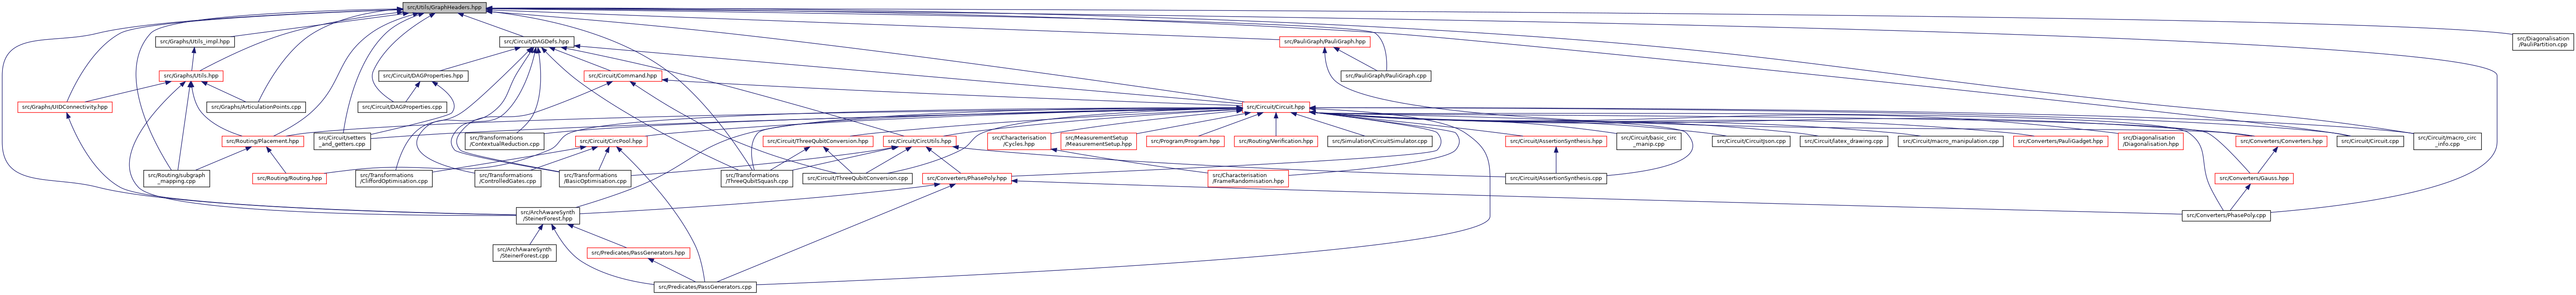 src/Utils/GraphHeaders.hpp
src/Graphs/Utils_impl.hpp
src/Circuit/DAGDefs.hpp
src/PauliGraph/PauliGraph.hpp
src/Diagonalisation
/PauliPartition.cpp
src/Graphs/Utils.hpp
src/Circuit/DAGProperties.hpp
src/Circuit/Command.hpp
src/PauliGraph/PauliGraph.cpp
src/Graphs/UIDConnectivity.hpp
src/Graphs/ArticulationPoints.cpp
src/Circuit/DAGProperties.cpp
src/Circuit/Circuit.hpp
src/Routing/Placement.hpp
src/Circuit/setters
_and_getters.cpp
src/Transformations
/ContextualReduction.cpp
src/Circuit/CircPool.hpp
src/Circuit/ThreeQubitConversion.hpp
src/Circuit/CircUtils.hpp
src/Characterisation
/Cycles.hpp
src/MeasurementSetup
/MeasurementSetup.hpp
src/Program/Program.hpp
src/Routing/Verification.hpp
src/Simulation/CircuitSimulator.cpp
src/Circuit/AssertionSynthesis.hpp
src/Circuit/basic_circ
_manip.cpp
src/Circuit/CircuitJson.cpp
src/Circuit/latex_drawing.cpp
src/Circuit/macro_manipulation.cpp
src/Converters/PauliGadget.hpp
src/Diagonalisation
/Diagonalisation.hpp
src/Converters/Converters.hpp
src/Circuit/Circuit.cpp
src/Circuit/macro_circ
_info.cpp
src/Routing/subgraph
_mapping.cpp
src/Routing/Routing.hpp
src/Transformations
/CliffordOptimisation.cpp
src/Transformations
/ControlledGates.cpp
src/Transformations
/BasicOptimisation.cpp
src/Transformations
/ThreeQubitSquash.cpp
src/Circuit/ThreeQubitConversion.cpp
src/Converters/PhasePoly.hpp
src/Characterisation
/FrameRandomisation.hpp
src/Circuit/AssertionSynthesis.cpp
src/Converters/Gauss.hpp
src/ArchAwareSynth
/SteinerForest.hpp
src/Converters/PhasePoly.cpp
src/ArchAwareSynth
/SteinerForest.cpp
src/Predicates/PassGenerators.hpp
src/Predicates/PassGenerators.cpp